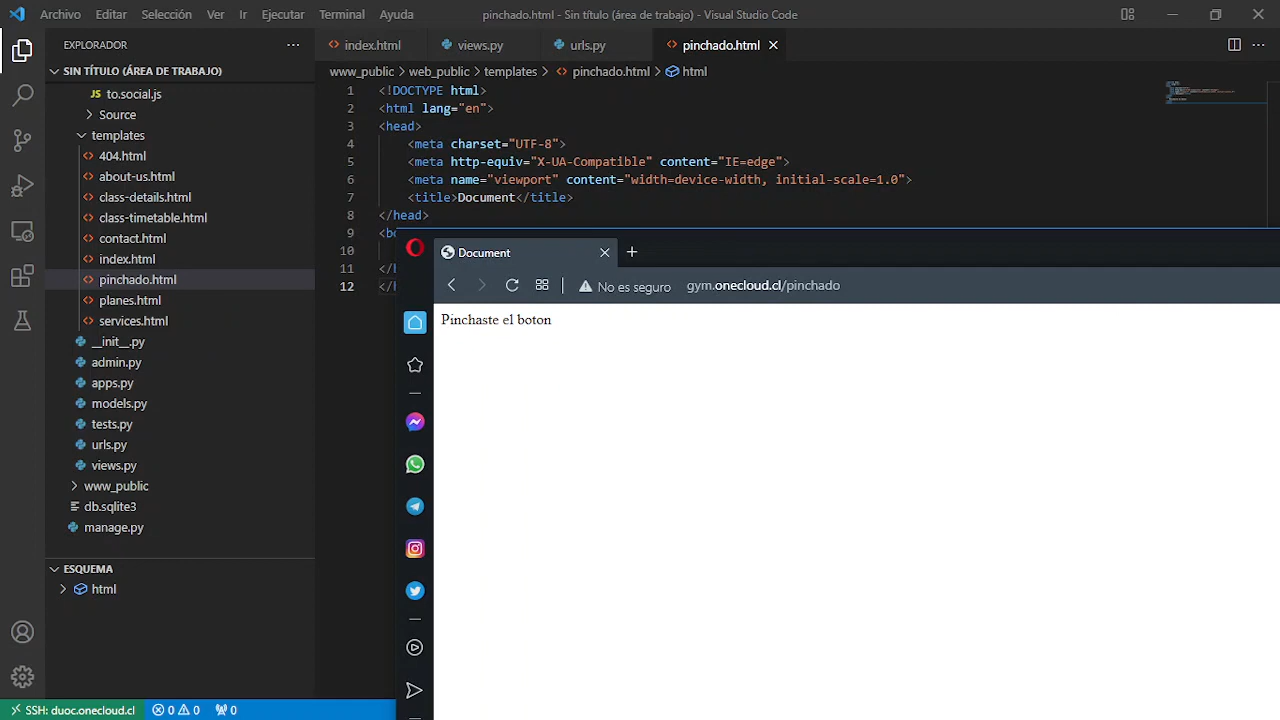 Archivo Editar Selección Ver Ir Ejecutar Terminal Ayuda pinchado.html - Sin título (área de trabajo) - Visual Studio Code
EXPLORADOR
SIN TÍTULO (ÁREA DE TRABAJO)
JS to.social.js
Source
templates
404.html
about-us.html
class-details.html
class-timetable.html
contact.html
index.html
pinchado.html
planes.html
services.html
__init__.py
admin.py
apps.py
models.py
tests.py
urls.py
views.py
www_public
db.sqlite3
manage.py
ESQUEMA
html
SSH: duoc.onecloud.cl 0 0 0
index.html views.py urls.py pinchado.html
www_public > web_public > templates > pinchado.html > html
1 <!DOCTYPE html>
2 <html lang="en">
3 <head>
4 <meta charset="UTF-8">
5 <meta http-equiv="X-UA-Compatible" content="IE=edge">
6 <meta name="viewport" content="width=device-width, initial-scale=1.0">
7 <title>Document</title>
8 </head>
9 <bo
10
11 </b
12 </h
Document
No es seguro gym.onecloud.cl/pinchado
Pinchaste el boton